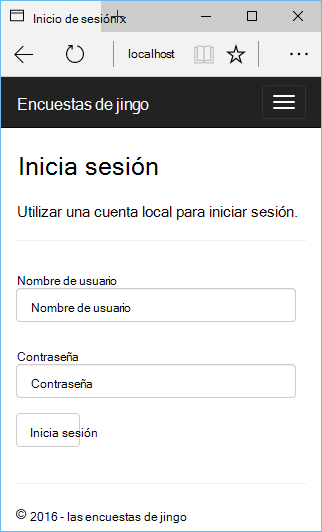 Inicio de sesión x
localhost
Encuestas de jingo
Inicia sesión
Utilizar una cuenta local para iniciar sesión.
Nombre de usuario
Nombre de usuario
Contraseña
Contraseña
Inicia sesión
© 2016 - las encuestas de jingo